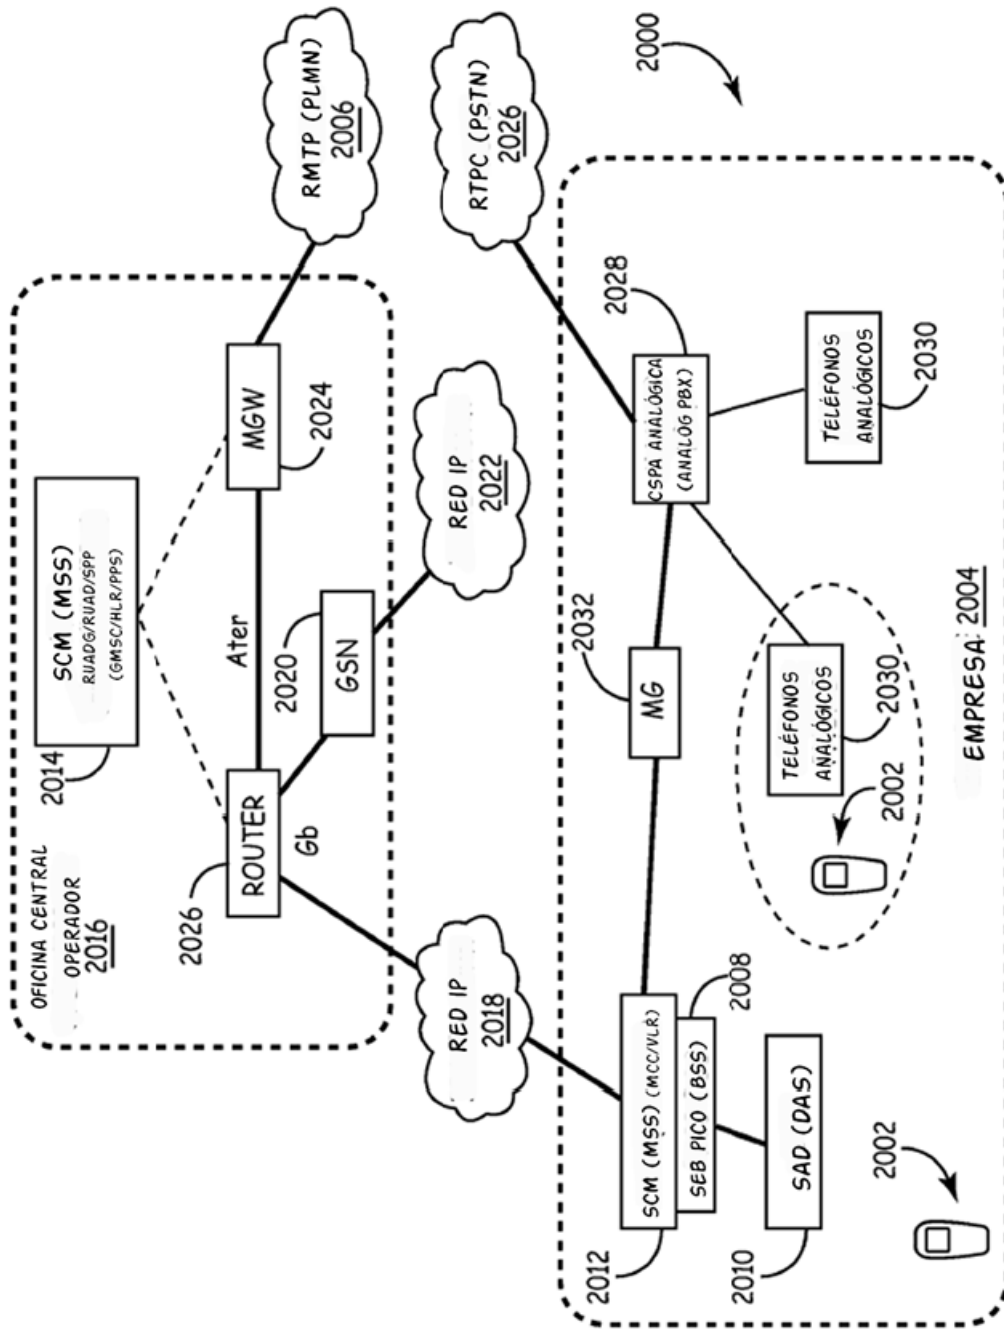 OFICINA CENTRAL
OPERADOR
2016
2014
SCM (MSS)
RUADG/RUAD/SPP
(GMSC/HLR/PPS)
2026
ROUTER
Gb
Ater
2020
GSN
MGW
2024
RMTP (PLMN)
2006
RED IP
2018
RED IP
2022
RTPC (PSTN)
2026
2000
2012
SCM (MSS) (MCC/VLR)
SEB PICO (BSS)
2008
2010
SAD (DAS)
2002
2032
MG
2028
CSPA ANALÓGICA
(ANALÓG PBX)
2002
TELÉFONOS
ANALÓGICOS
2030
TELÉFONOS
ANALÓGICOS
2030
EMPRESA: 2004